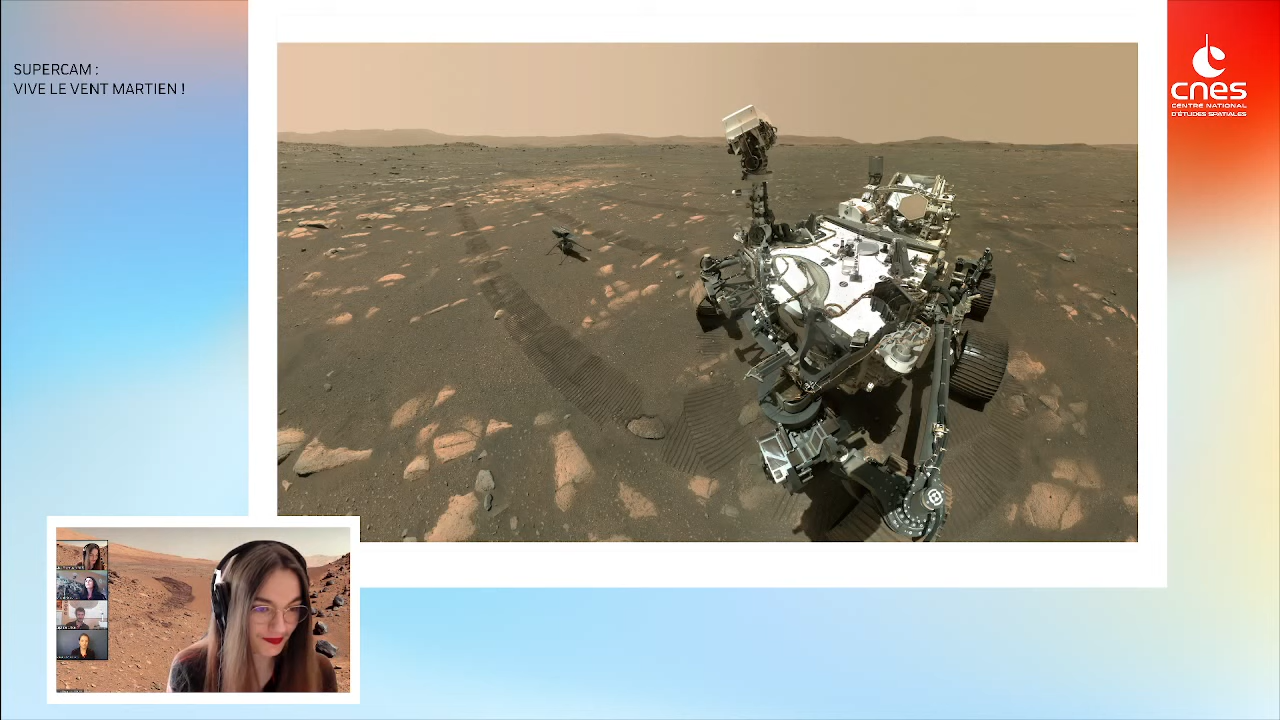 SUPERCAM :
VIVE LE VENT MARTIEN !
cnes
CENTRE NATIONAL
D'ÉTUDES SPATIALES